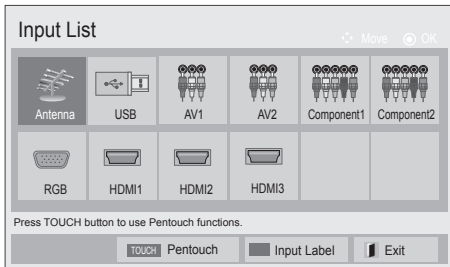 Input List
Move OK
Antenna USB AV1 AV2 Component1 Component2
RGB HDMI1 HDMI2 HDMI3
Press TOUCH button to use Pentouch functions.
TOUCH Pentouch Input Label Exit